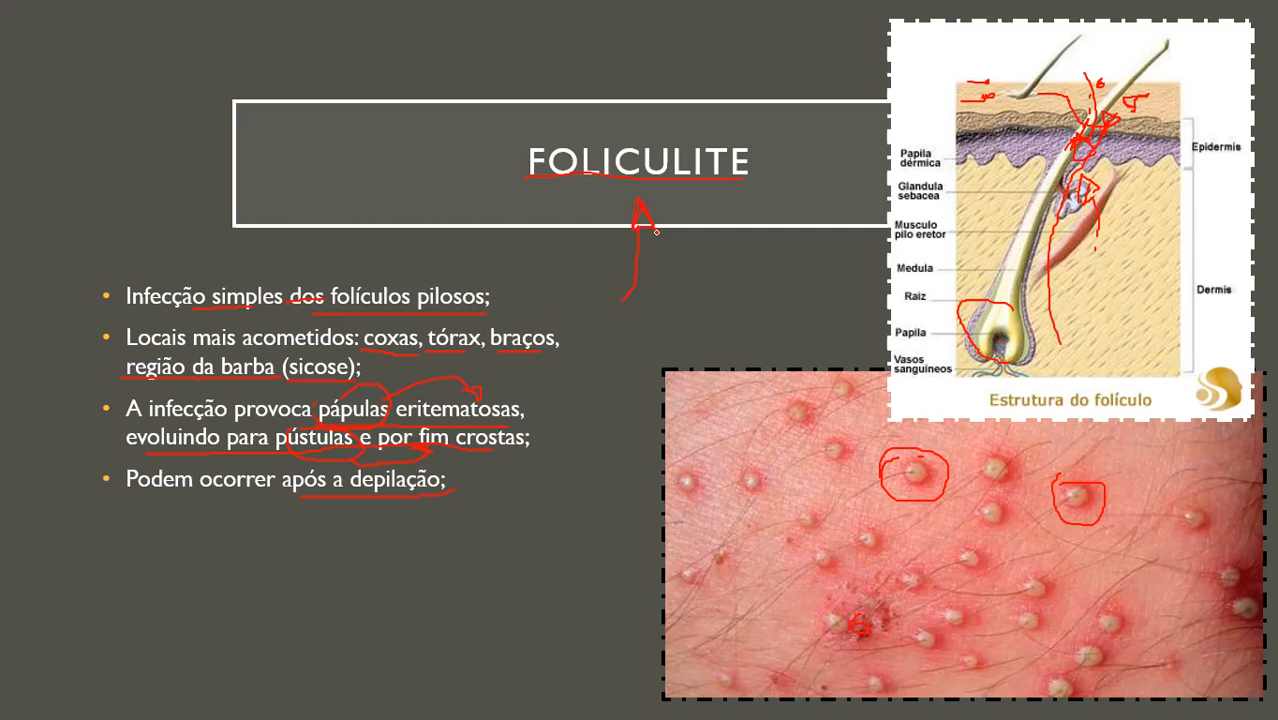 FOLICULITE
• Infecção simples dos folículos pilosos;
• Locais mais acometidos: coxas, tórax, braços,
região da barba (sicose);
• A infecção provoca pápulas eritematosas,
evoluindo para pústulas e por fim crostas;
• Podem ocorrer após a depilação;
Papila
dérmica
Glandula
sebacea
Musculo
pilo eretor
Medula
Raiz
Papila
Vasos
sanguineos
Epidermis
Dermis
Estrutura do folículo